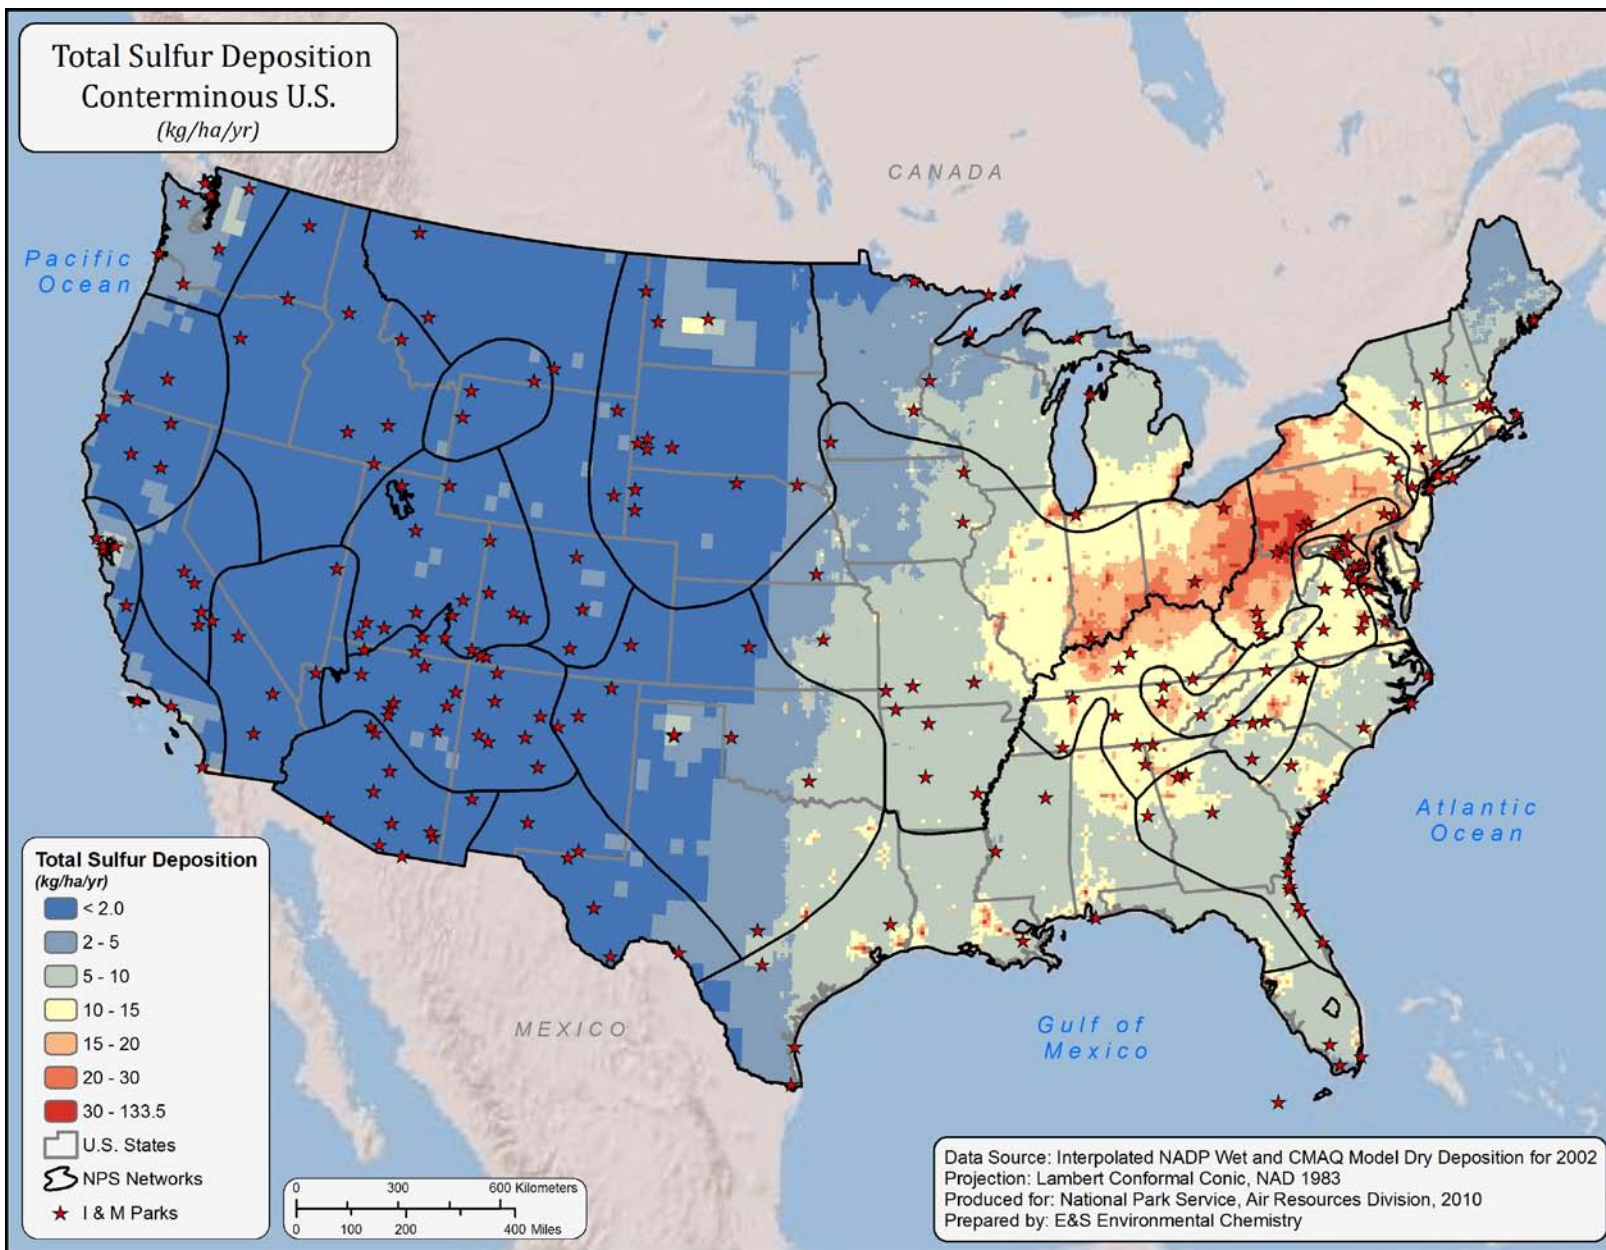 Total Sulfur Deposition
Conterminous U.S.
(kg/ha/yr)
CANADA
Pacific
Ocean
Atlantic
Ocean
Gulf of
Mexico
MEXICO
Total Sulfur Deposition
(kg/ha/yr)
< 2.0
2 - 5
5 - 10
10 - 15
15 - 20
20 - 30
30 - 133.5
U.S. States
NPS Networks
I & M Parks
0 300 600 Kilometers
0 100 200 400 Miles
Data Source: Interpolated NADP Wet and CMAQ Model Dry Deposition for 2002
Projection: Lambert Conformal Conic, NAD 1983
Produced for: National Park Service, Air Resources Division, 2010
Prepared by: E&S Environmental Chemistry